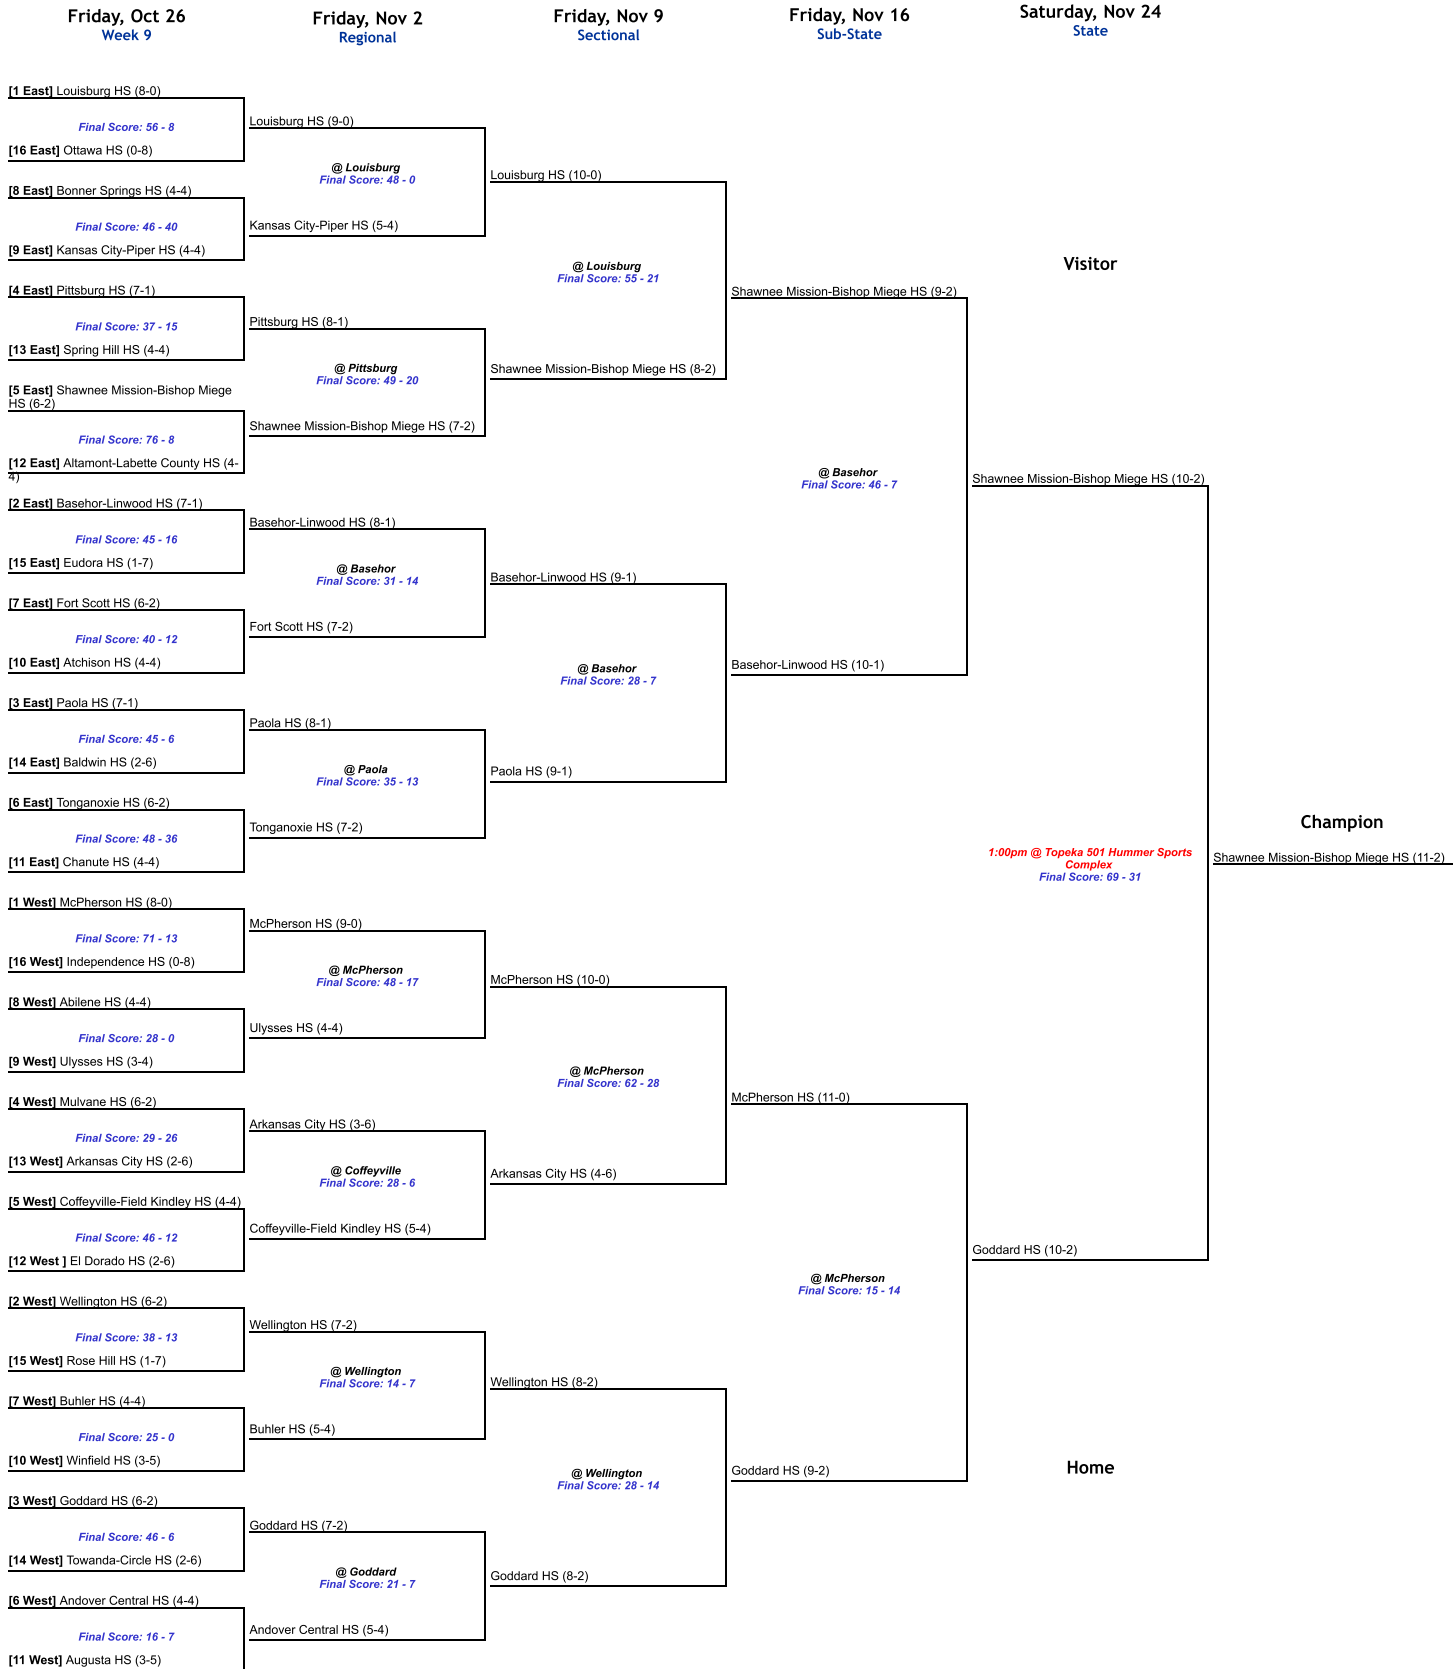 Friday, Oct 26
Week 9
Friday, Nov 2
Regional
Friday, Nov 9
Sectional
Friday, Nov 16
Sub-State
Saturday, Nov 24
State
[1 East] Louisburg HS (8-0)
Final Score: 56 - 8
[16 East] Ottawa HS (0-8)
[8 East] Bonner Springs HS (4-4)
Final Score: 46 - 40
[9 East] Kansas City-Piper HS (4-4)
[4 East] Pittsburg HS (7-1)
Final Score: 37 - 15
[13 East] Spring Hill HS (4-4)
[5 East] Shawnee Mission-Bishop Miege
HS (6-2)
Final Score: 76 - 8
[12 East] Altamont-Labette County HS (4-
4)
[2 East] Basehor-Linwood HS (7-1)
Final Score: 45 - 16
[15 East] Eudora HS (1-7)
[7 East] Fort Scott HS (6-2)
Final Score: 40 - 12
[10 East] Atchison HS (4-4)
[3 East] Paola HS (7-1)
Final Score: 45 - 6
[14 East] Baldwin HS (2-6)
[6 East] Tonganoxie HS (6-2)
Final Score: 48 - 36
[11 East] Chanute HS (4-4)
[1 West] McPherson HS (8-0)
Final Score: 71 - 13
[16 West] Independence HS (0-8)
[8 West] Abilene HS (4-4)
Final Score: 28 - 0
[9 West] Ulysses HS (3-4)
[4 West] Mulvane HS (6-2)
Final Score: 29 - 26
[13 West] Arkansas City HS (2-6)
[5 West] Coffeyville-Field Kindley HS (4-4)
Final Score: 46 - 12
[12 West ] El Dorado HS (2-6)
[2 West] Wellington HS (6-2)
Final Score: 38 - 13
[15 West] Rose Hill HS (1-7)
[7 West] Buhler HS (4-4)
Final Score: 25 - 0
[10 West] Winfield HS (3-5)
[3 West] Goddard HS (6-2)
Final Score: 46 - 6
[14 West] Towanda-Circle HS (2-6)
[6 West] Andover Central HS (4-4)
Final Score: 16 - 7
[11 West] Augusta HS (3-5)
Louisburg HS (9-0)
@ Louisburg
Final Score: 48 - 0
Kansas City-Piper HS (5-4)
Pittsburg HS (8-1)
@ Pittsburg
Final Score: 49 - 20
Shawnee Mission-Bishop Miege HS (7-2)
Basehor-Linwood HS (8-1)
@ Basehor
Final Score: 31 - 14
Fort Scott HS (7-2)
Paola HS (8-1)
@ Paola
Final Score: 35 - 13
Tonganoxie HS (7-2)
McPherson HS (9-0)
@ McPherson
Final Score: 48 - 17
Ulysses HS (4-4)
Arkansas City HS (3-6)
@ Coffeyville
Final Score: 28 - 6
Coffeyville-Field Kindley HS (5-4)
Wellington HS (7-2)
@ Wellington
Final Score: 14 - 7
Buhler HS (5-4)
Goddard HS (7-2)
@ Goddard
Final Score: 21 - 7
Andover Central HS (5-4)
Louisburg HS (10-0)
@ Louisburg
Final Score: 55 - 21
Shawnee Mission-Bishop Miege HS (8-2)
Basehor-Linwood HS (9-1)
@ Basehor
Final Score: 28 - 7
Paola HS (9-1)
McPherson HS (10-0)
@ McPherson
Final Score: 62 - 28
Arkansas City HS (4-6)
Wellington HS (8-2)
@ Wellington
Final Score: 28 - 14
Goddard HS (8-2)
Shawnee Mission-Bishop Miege HS (9-2)
@ Basehor
Final Score: 46 - 7
Basehor-Linwood HS (10-1)
McPherson HS (11-0)
@ McPherson
Final Score: 15 - 14
Goddard HS (9-2)
Visitor
Shawnee Mission-Bishop Miege HS (10-2)
1:00pm @ Topeka 501 Hummer Sports
Complex
Final Score: 69 - 31
Goddard HS (10-2)
Home
Champion
Shawnee Mission-Bishop Miege HS (11-2)